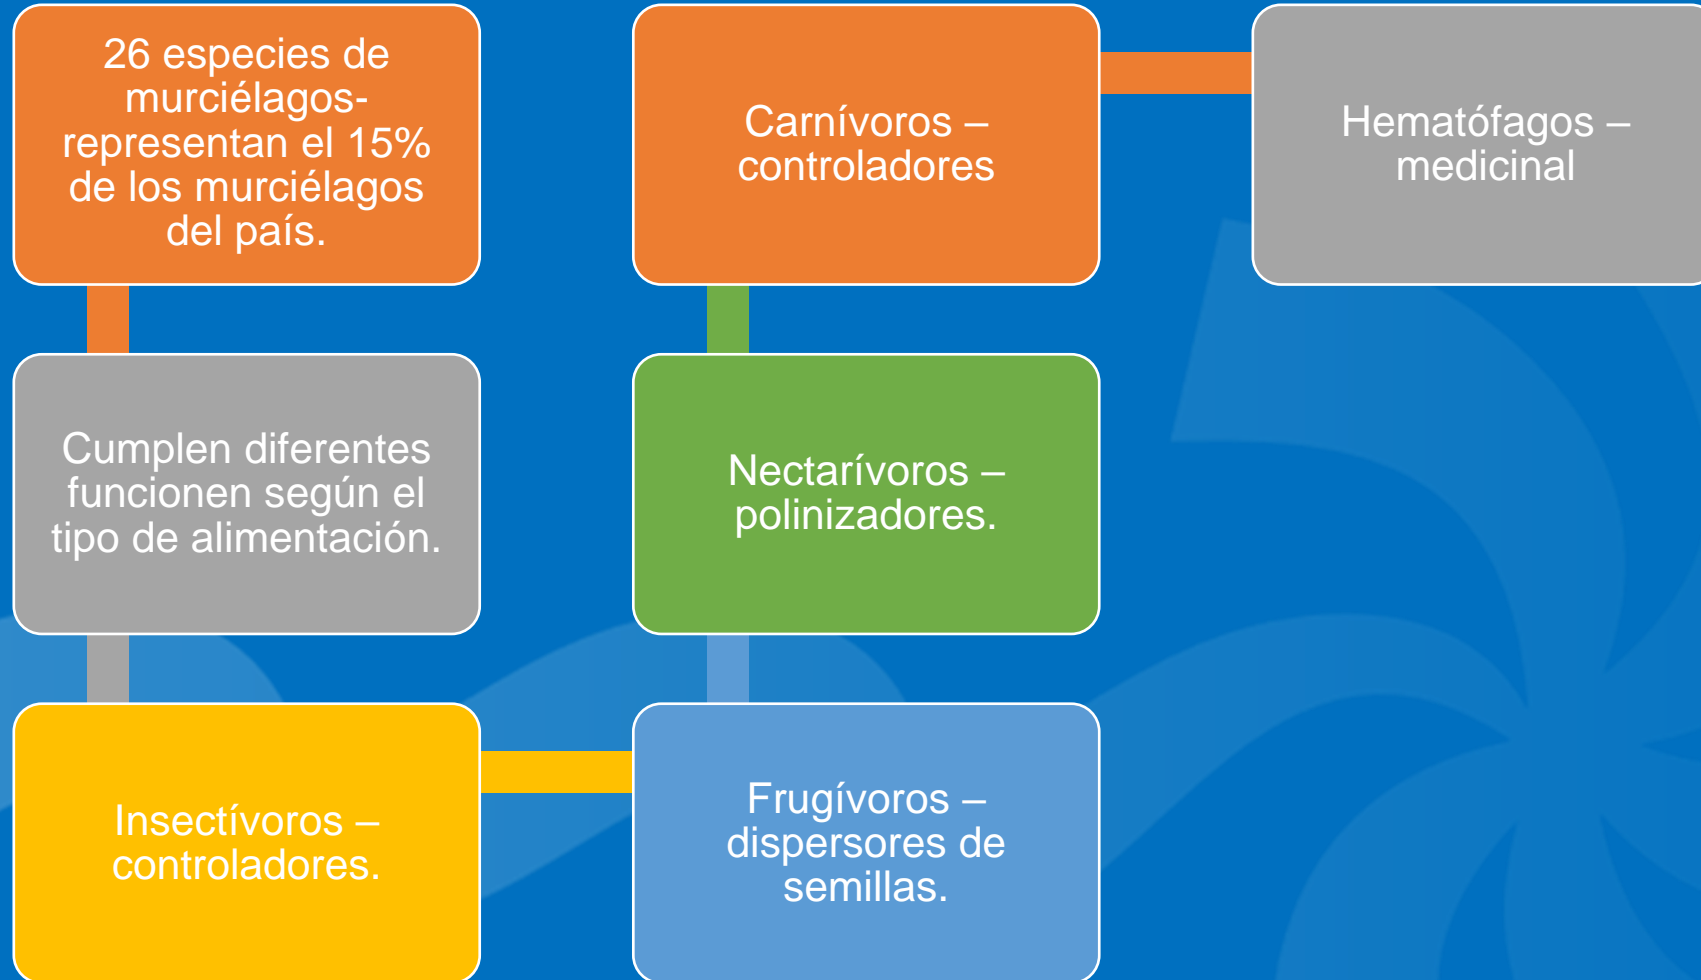 26 especies de
murciélagos-
representan el 15%
de los murciélagos
del país.
Cumplen diferentes
funcionen según el
tipo de alimentación.
Insectívoros –
controladores.
Frugívoros –
dispersores de
semillas.
Nectarívoros –
polinizadores.
Carnívoros –
controladores
Hematófagos –
medicinal